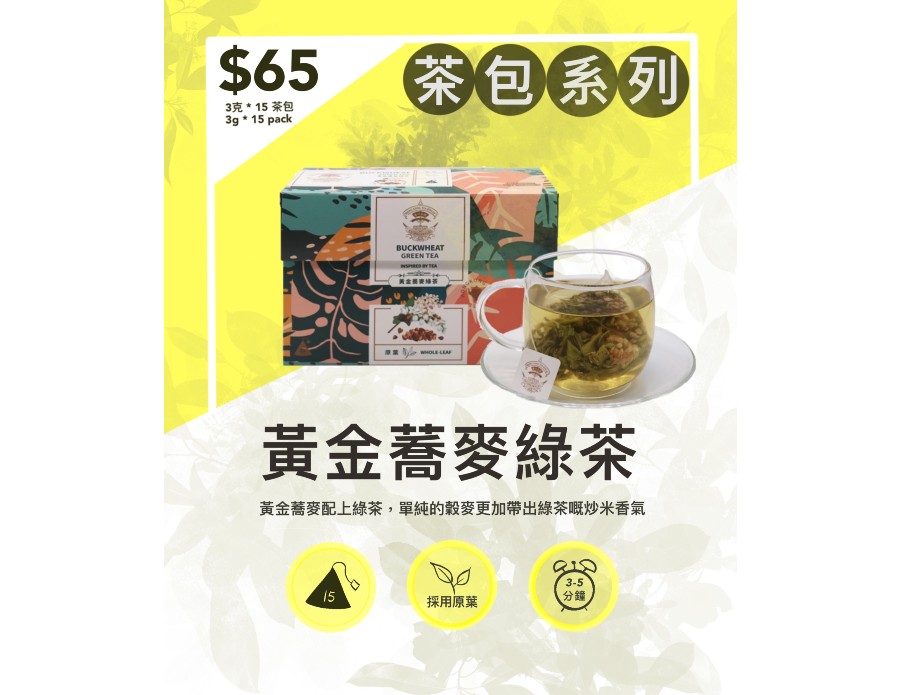 $65
3克 * 15 茶包
3g * 15 pack
茶包系列
BUCKWHEAT
GREEN TEA
INSPIRED BY TEA
黃金蕎麥綠茶
原葉 WHOLE-LEAF
黃金蕎麥綠茶
黃金蕎麥配上綠茶，單純的穀麥更加帶出綠茶嘅炒米香氣
15
採用原葉
3-5
分鐘